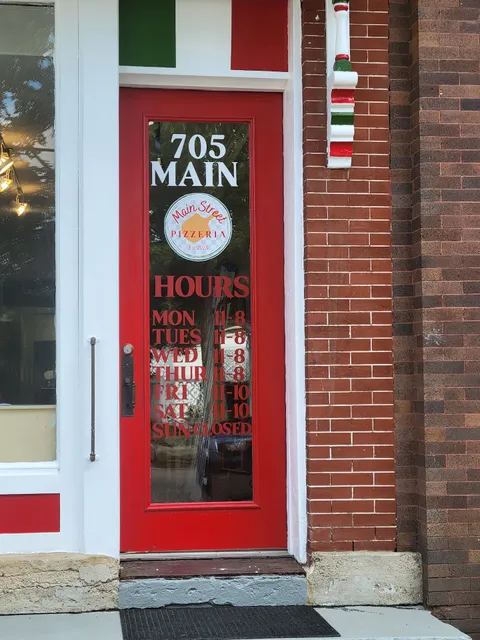 705
MAIN
Main Street
PIZZERIA
HOURS
MON 11-8
TUES 11-8
WED 11-8
THUR 11-8
FRI 11-10
SAT 11-10
SUN CLOSED